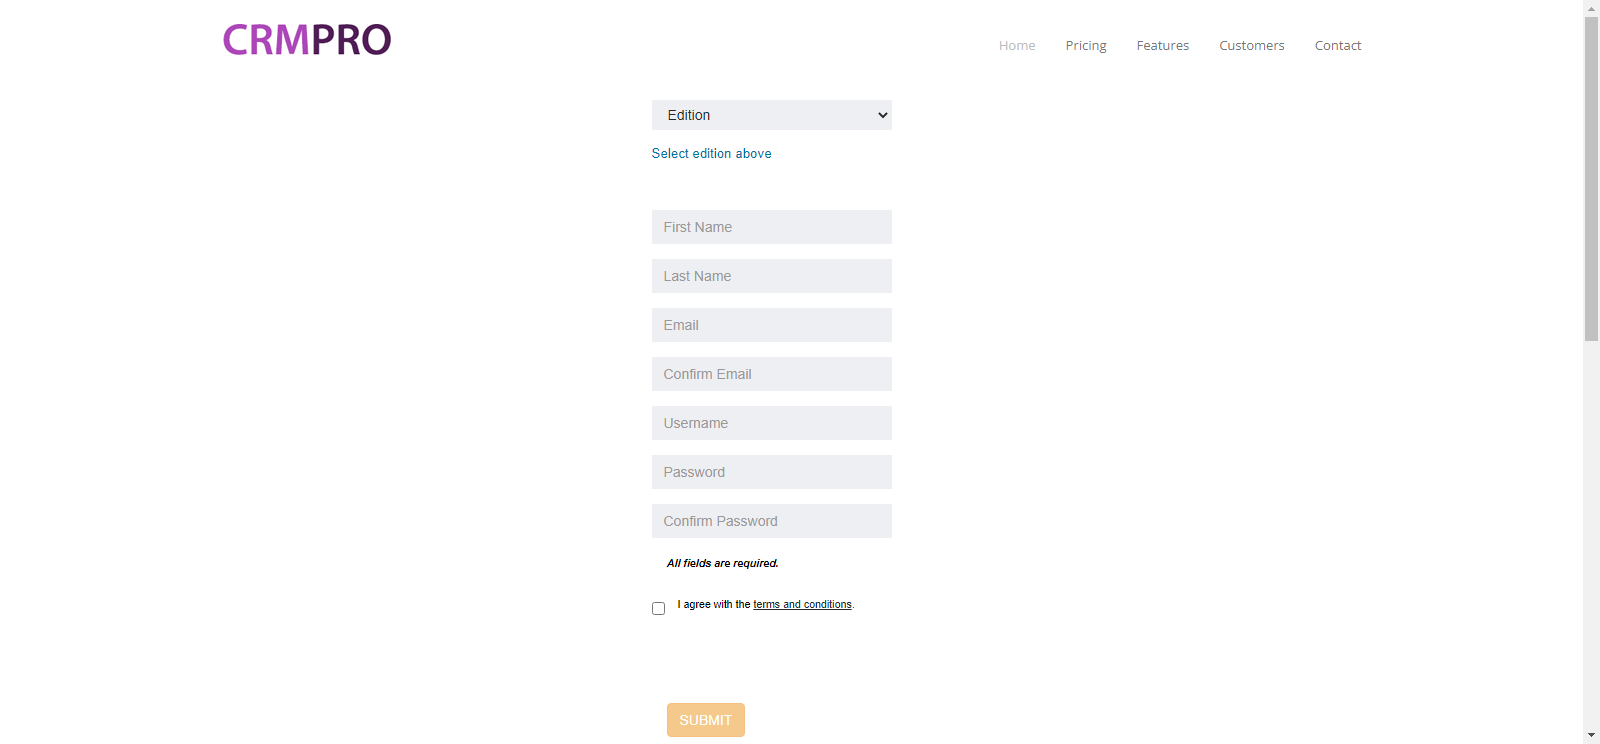 CRMPRO
Home Pricing Features Customers Contact
Edition
Select edition above
First Name
Last Name
Email
Confirm Email
Username
Password
Confirm Password
All fields are required.
I agree with the terms and conditions.
SUBMIT